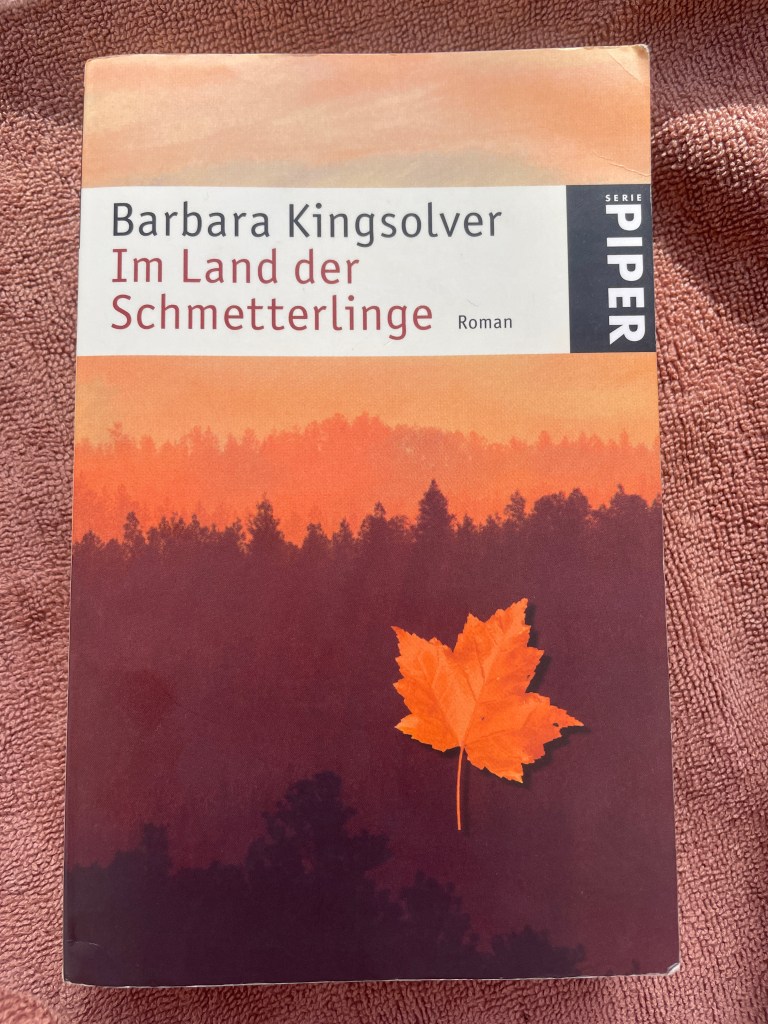 Barbara Kingsolver
Im Land der
Schmetterlinge Roman
SERIE
PIPER